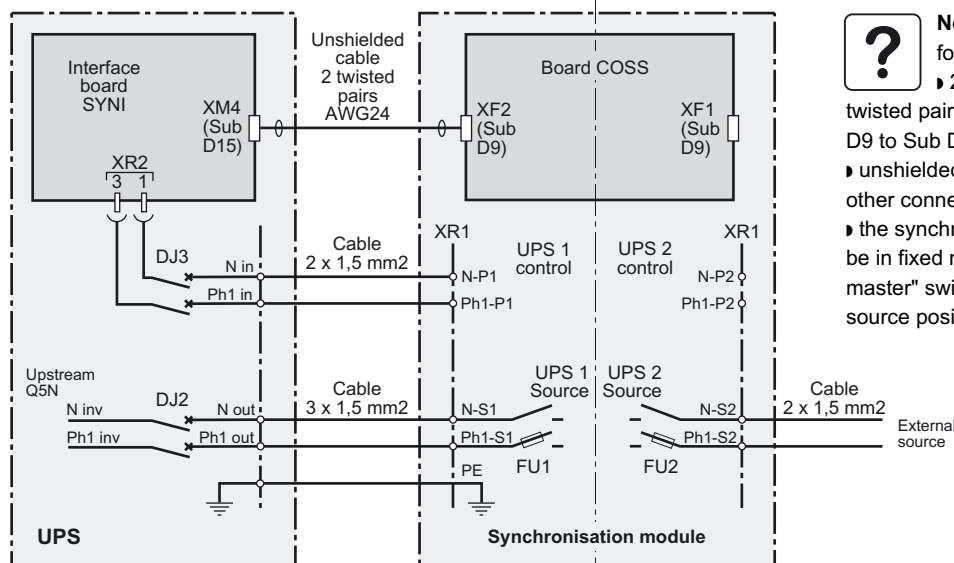 Interface
board
SYNI
XM4
(Sub
D15)
XR2
3 1
Unshielded
cable
2 twisted
pairs
AWG24
Board COSS
XF2
(Sub
D9)
XF1
(Sub
D9)
DJ3
N in
Ph1 in
Cable
2 x 1,5 mm2
XR1
N-P1
Ph1-P1
UPS 1
control
UPS 2
control
XR1
N-P2
Ph1-P2
Upstream
Q5N
N inv
Ph1 inv
DJ2
N out
Ph1 out
Cable
3 x 1,5 mm2
N-S1
Ph1-S1
PE
UPS 1
Source
FU1
UPS 2
Source
FU2
N-S2
Ph1-S2
Cable
2 x 1,5 mm2
External
source
UPS
Synchronisation module
?
fo
2
twisted pair
D9 to Sub D
unshielded
other conne
the synchr
be in fixed
master" swi
source posi